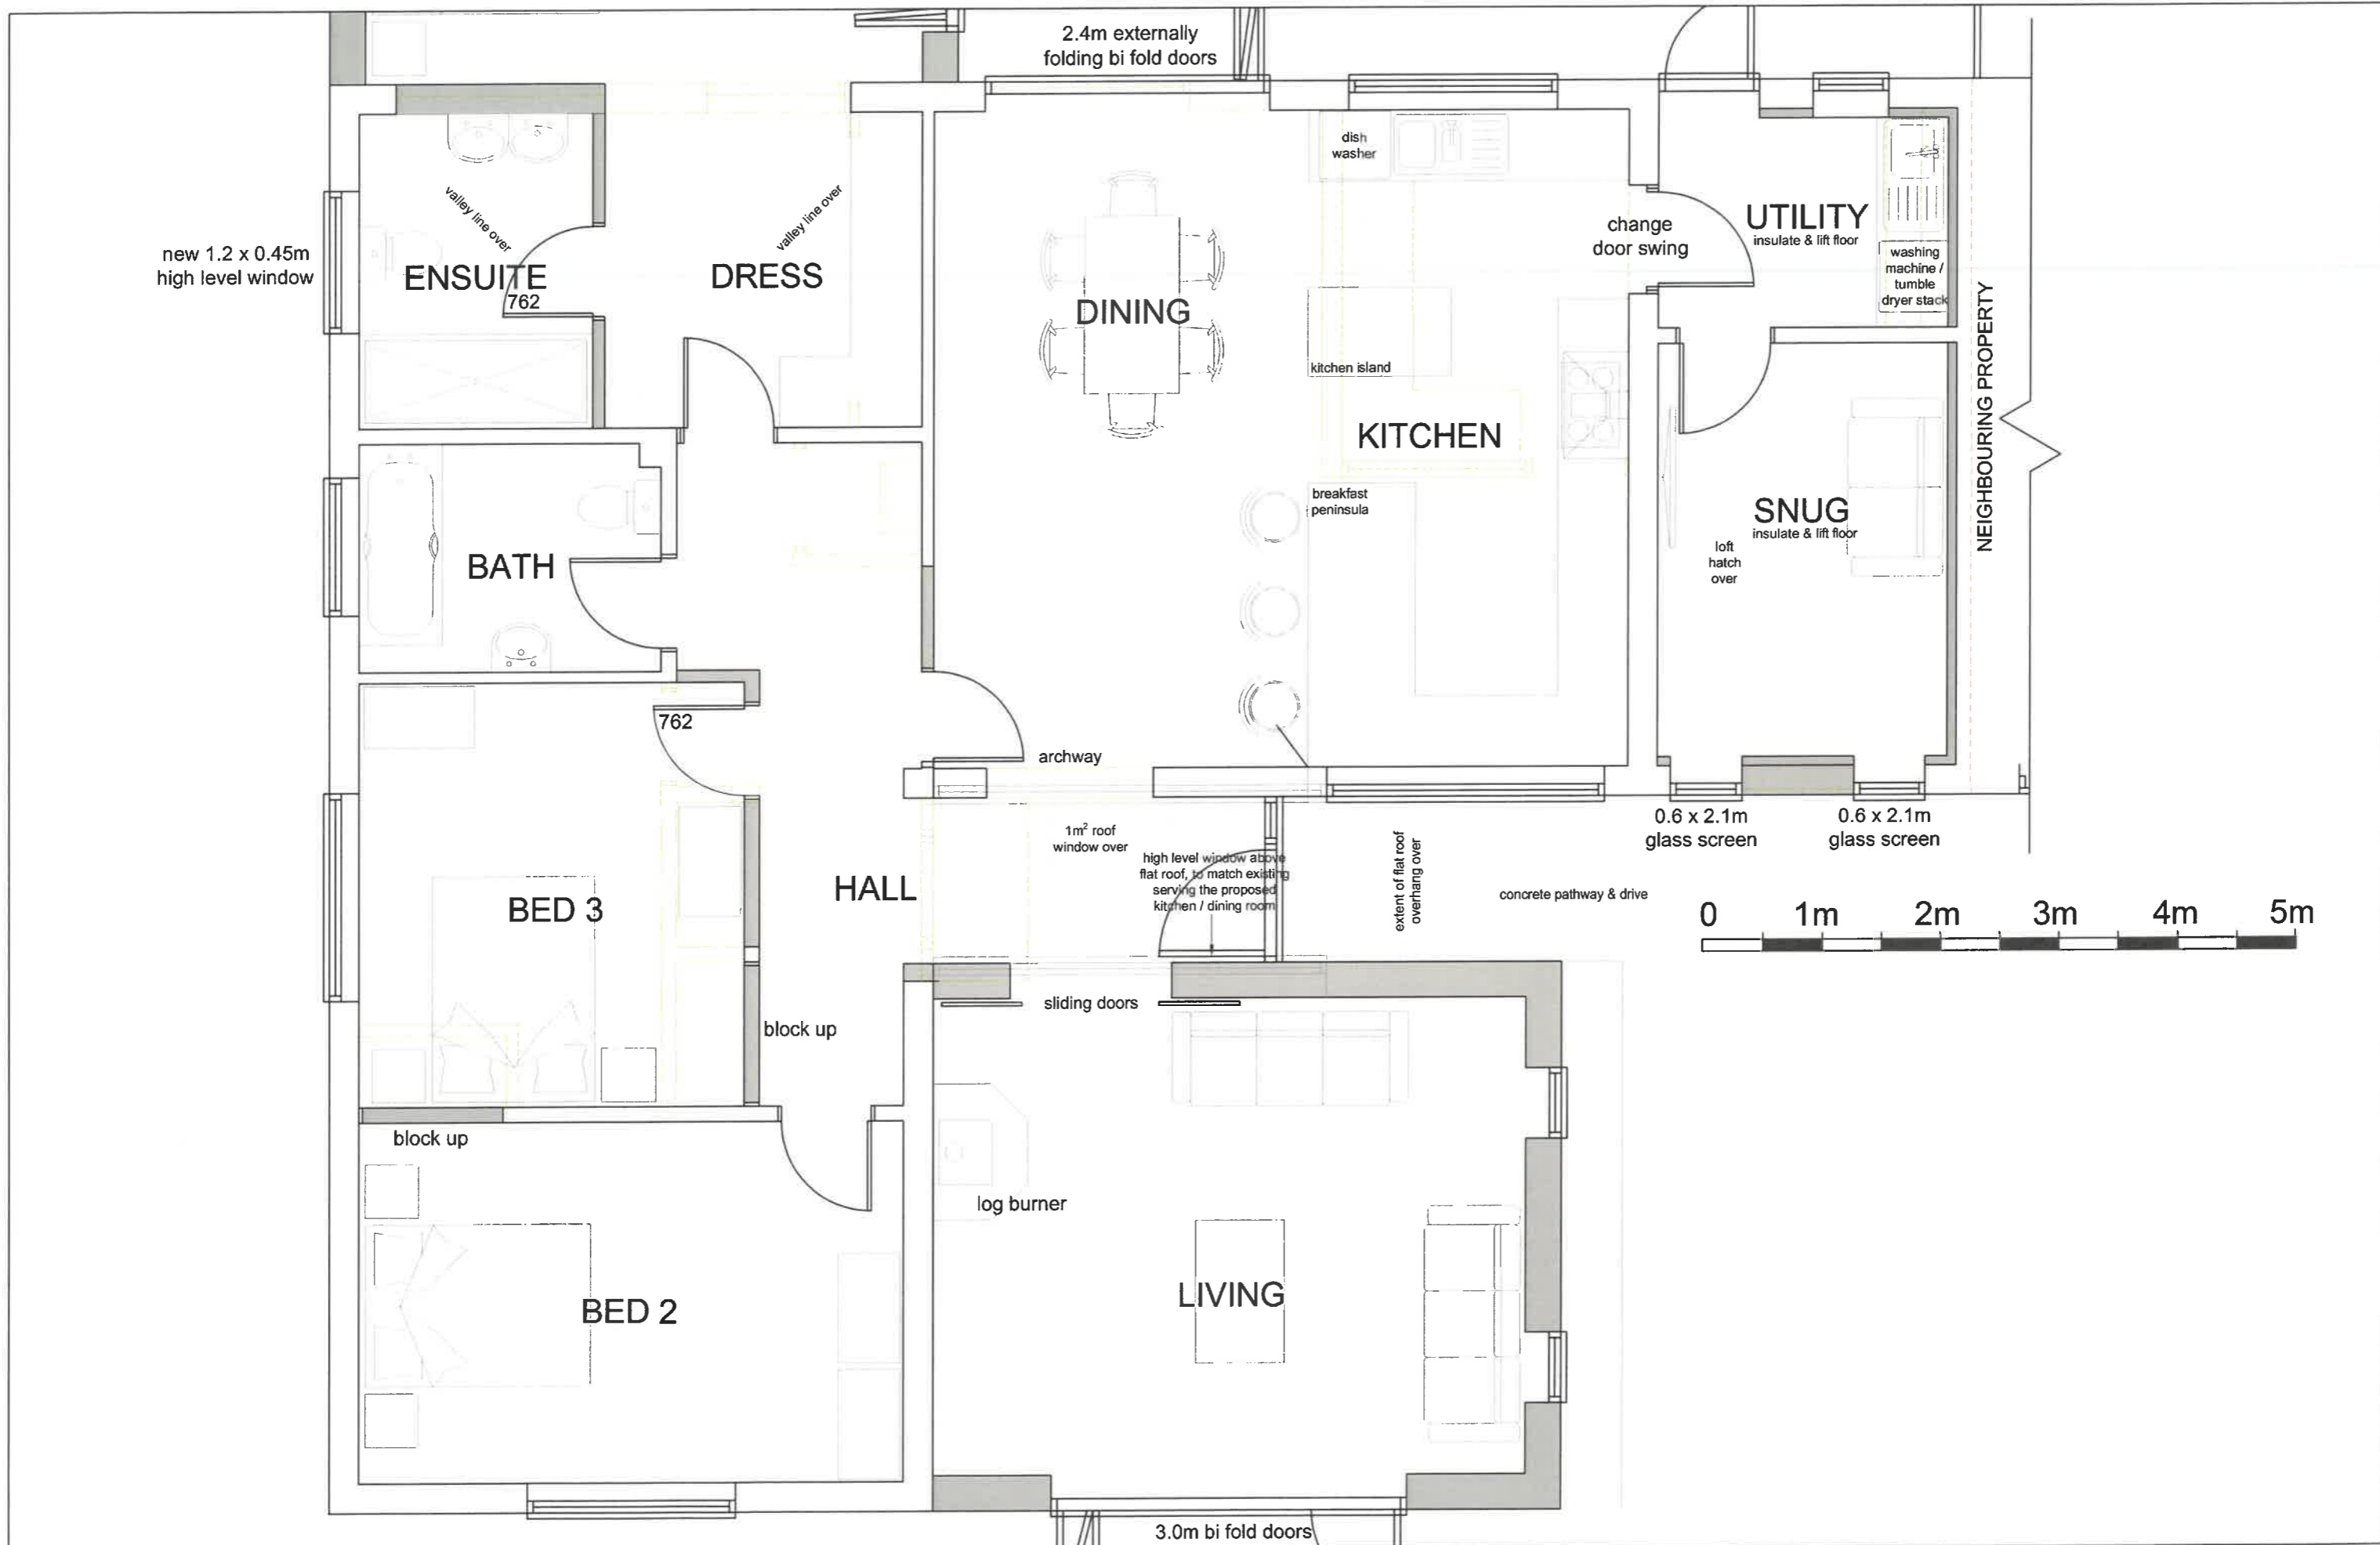 2.4m externally
folding bi fold doors
dish
washer
valley line over
valley line over
change
door swing
UTILITY
insulate & lift floor
new 1.2 x 0.45m
high level window
ENSUITE
762
DRESS
DINING
washing
machine /
tumble
dryer stack
kitchen island
KITCHEN
NEIGHBOURING PROPERTY
breakfast
peninsula
SNUG
insulate & lift floor
loft
hatch
over
BATH
762
archway
1m² roof
window over
high level window above
flat roof, to match existing
serving the proposed
kitchen / dining room
extent of flat roof
overhang over
0.6 x 2.1m
glass screen
0.6 x 2.1m
glass screen
concrete pathway & drive
HALL
BED 3
0 1m 2m 3m 4m 5m
sliding doors
block up
block up
log burner
LIVING
BED 2
3.0m bi fold doors